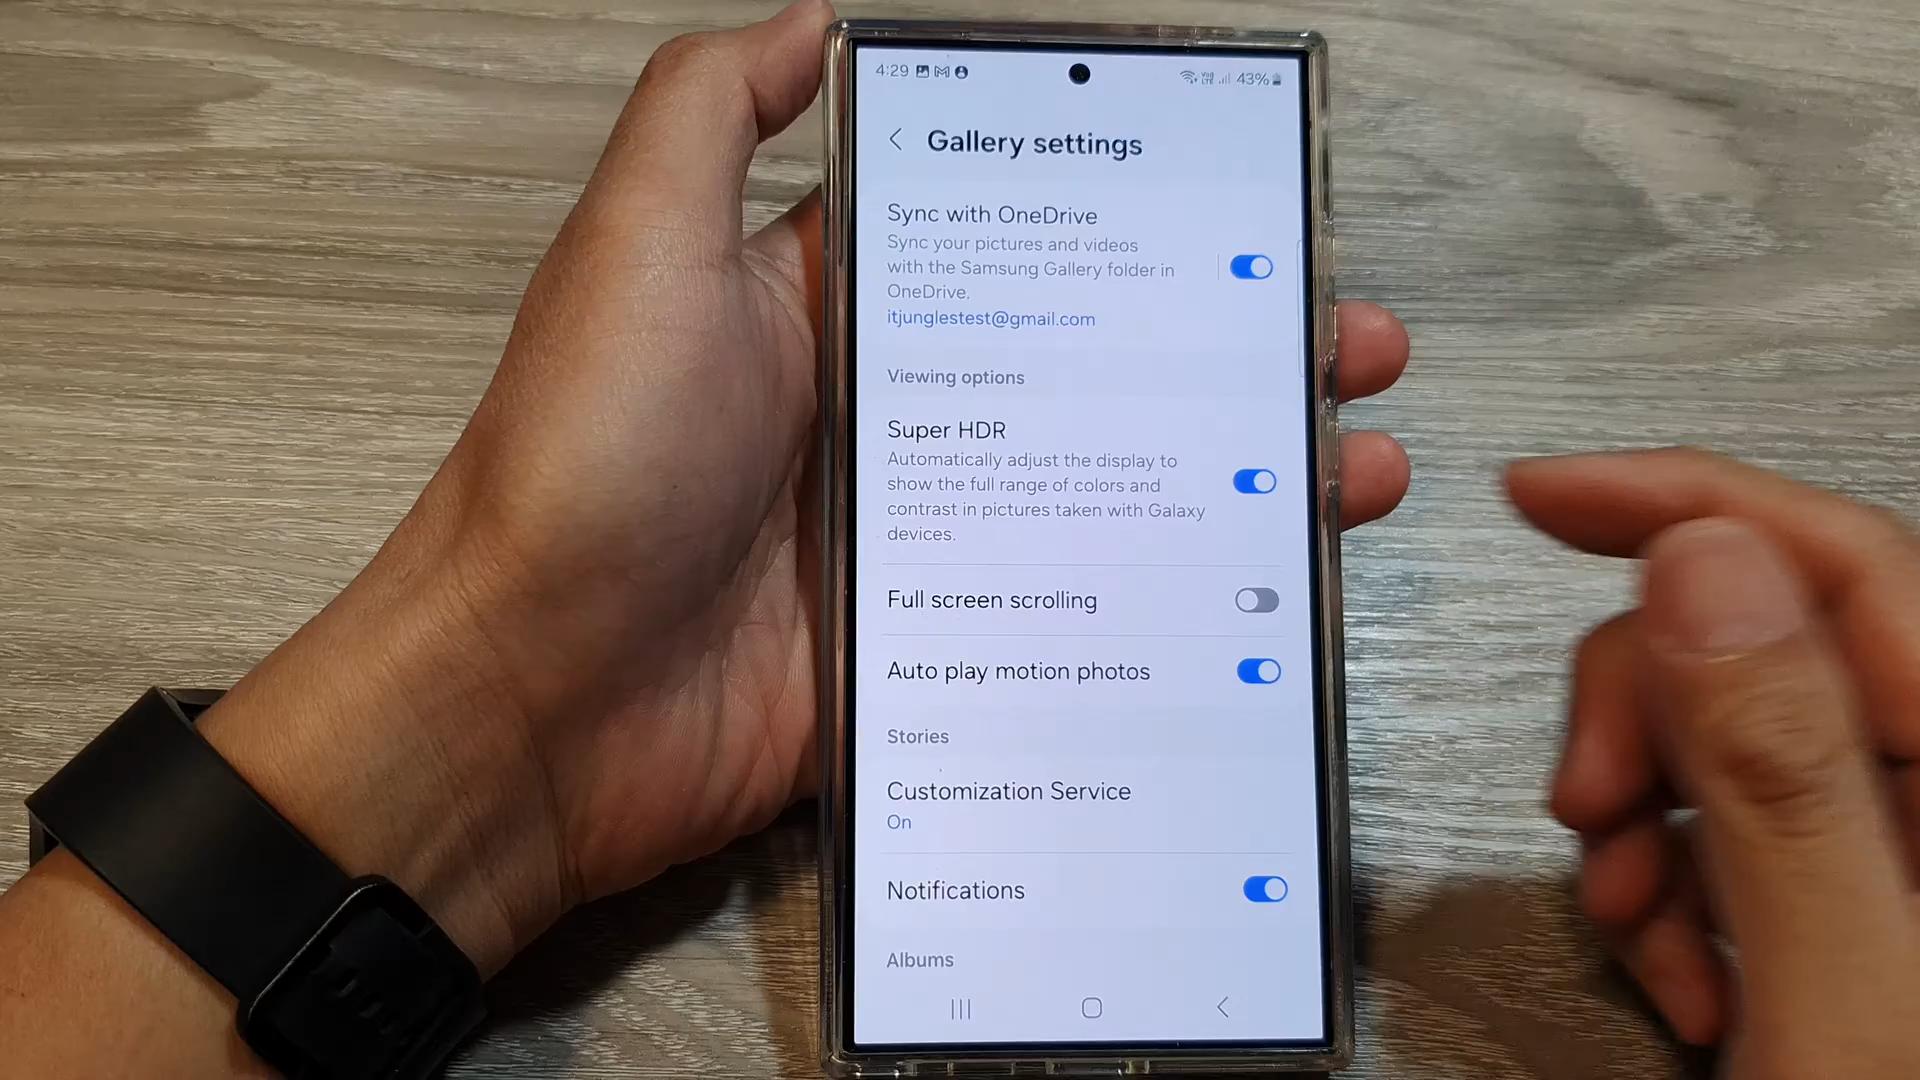 4:29
VoD LTE 43%
Gallery settings
Sync with OneDrive
Sync your pictures and videos
with the Samsung Gallery folder in
OneDrive.
itjunglestest@gmail.com
Viewing options
Super HDR
Automatically adjust the display to
show the full range of colors and
contrast in pictures taken with Galaxy
devices.
Full screen scrolling
Auto play motion photos
Stories
Customization Service
On
Notifications
Albums